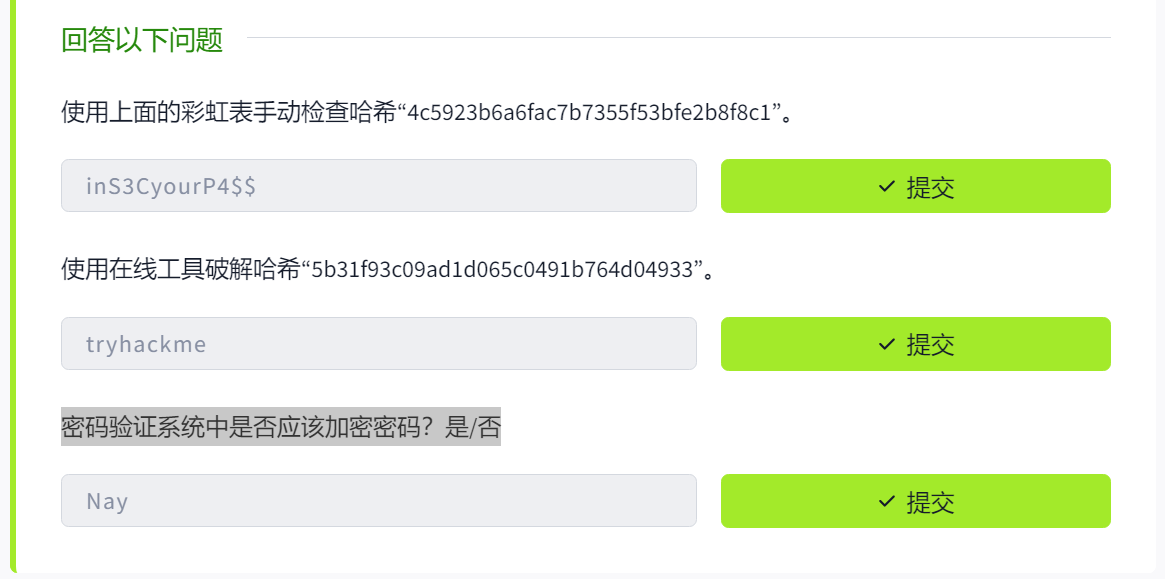 回答以下问题
使用上面的彩虹表手动检查哈希“4c5923b6a6fac7b7355f53bfe2b8f8c1”。
inS3CyourP4$$
提交
使用在线工具破解哈希“5b31f93c09ad1d065c0491b764d04933”。
tryhackme
提交
密码验证系统中是否应该加密密码？是/否
Nay
提交